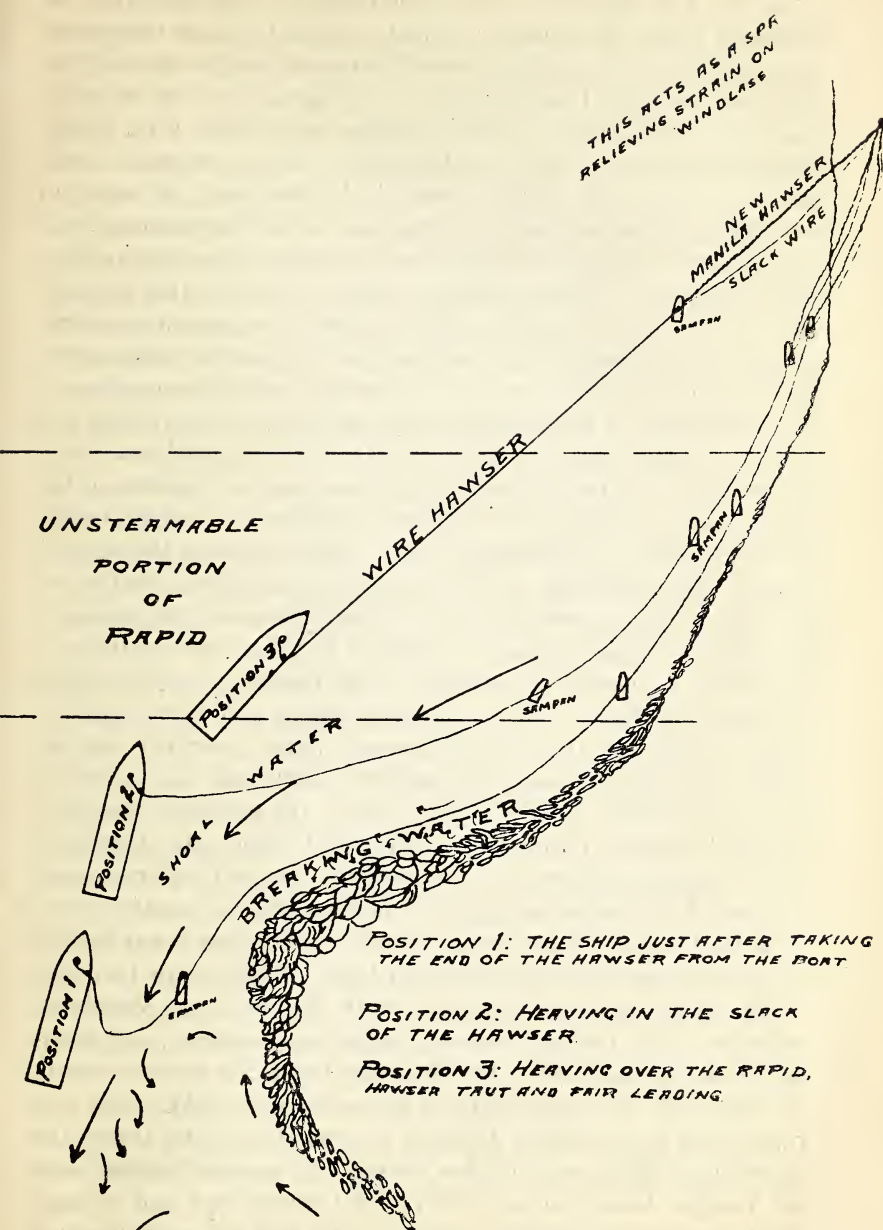 THIS ACTS AS A SPR
RELIEVING STRAIN ON
WINDLASE
NEW
MANILA HAWSER
SLACK WIRE
SAMPAN
WIRE HAWSER
SAMPAN
UNSTEAMABLE
PORTION
OF
RAPID
POSITION 3
SAMPAN
SHOAL WATER
POSITION 2
BREAKING WATER
POSITION 1
SAMPAN
POSITION 1: THE SHIP JUST AFTER TAKING
THE END OF THE HAWSER FROM THE BOAT
POSITION 2: HEAVING IN THE SLACK
OF THE HAWSER.
POSITION 3: HEAVING OVER THE RAPID,
HAWSER TAUT AND FAIR LEADING.